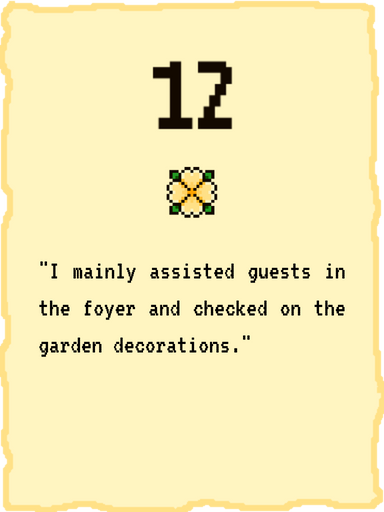 12
"I mainly assisted guests in
the foyer and checked on the
garden decorations."